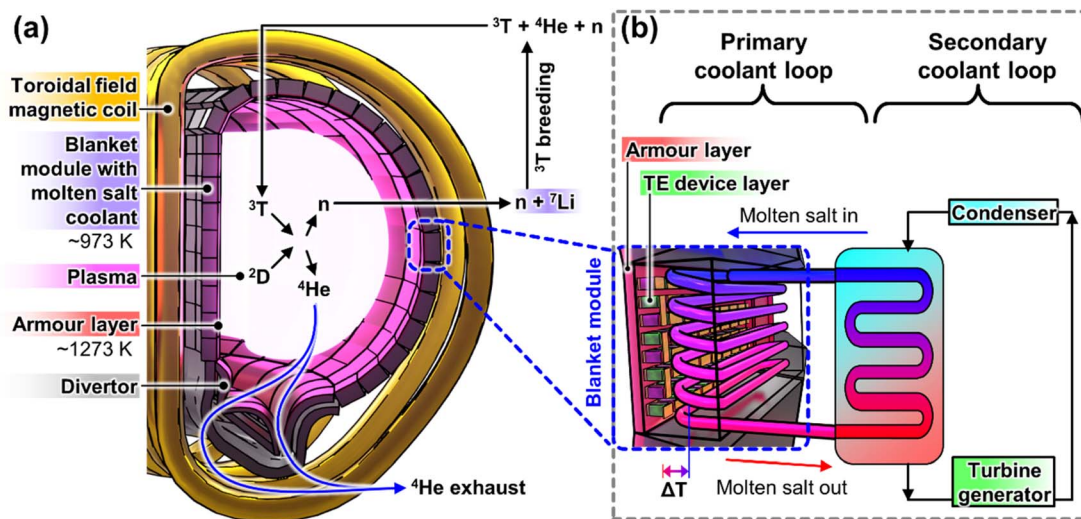 (a)
³T + ⁴He + n
Toroidal field
magnetic coil
Blanket
module with
molten salt
coolant
~973 K
Plasma
Armour layer
~1273 K
Divertor
³T
n
²D
⁴He
³T breeding
n + ⁷Li
⁴He exhaust
(b)
Primary
coolant loop
Secondary
coolant loop
Armour layer
TE device layer
Molten salt in
Condenser
Blanket module
ΔT
Molten salt out
Turbine
generator